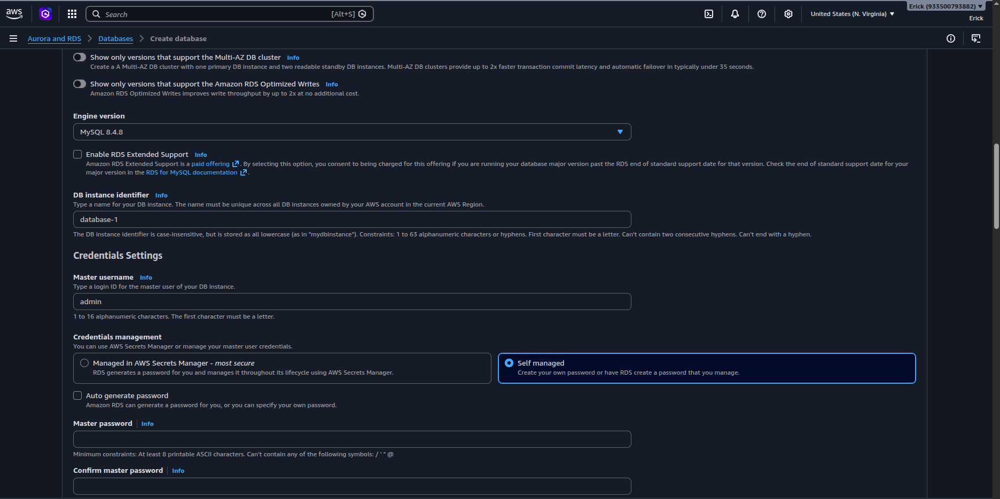 aws
Search [Alt+S]
United States (N. Virginia)
Erick (933500793882)
Erick
Aurora and RDS
Databases
Create database
Show only versions that support the Multi-AZ DB cluster Info
Create a A Multi-AZ DB cluster with one primary DB instance and two readable standby DB instances. Multi-AZ DB clusters provide up to 2x faster transaction commit latency and automatic failover in typically under 35 seconds.
Show only versions that support the Amazon RDS Optimized Writes Info
Amazon RDS Optimized Writes improves write throughput by up to 2x at no additional cost.
Engine version
MySQL 8.4.8
Enable RDS Extended Support Info
Amazon RDS Extended Support is a paid offering . By selecting this option, you consent to being charged for this offering if you are running your database major version past the RDS end of standard support date for that version. Check the end of standard support date for your
major version in the RDS for MySQL documentation .
DB instance identifier Info
Type a name for your DB instance. The name must be unique across all DB instances owned by your AWS account in the current AWS Region.
database-1
The DB instance identifier is case-insensitive, but is stored as all lowercase (as in "mydbinstance"). Constraints: 1 to 63 alphanumeric characters or hyphens. First character must be a letter. Can't contain two consecutive hyphens. Can't end with a hyphen.
Credentials Settings
Master username Info
Type a login ID for the master user of your DB instance.
admin
1 to 16 alphanumeric characters. The first character must be a letter.
Credentials management
You can use AWS Secrets Manager or manage your master user credentials.
Managed in AWS Secrets Manager - most secure
RDS generates a password for you and manages it throughout its lifecycle using AWS Secrets Manager.
Self managed
Create your own password or have RDS create a password that you manage.
Auto generate password
Amazon RDS can generate a password for you, or you can specify your own password.
Master password Info
Minimum constraints: At least 8 printable ASCII characters. Can't contain any of the following symbols: / ' " @
Confirm master password Info